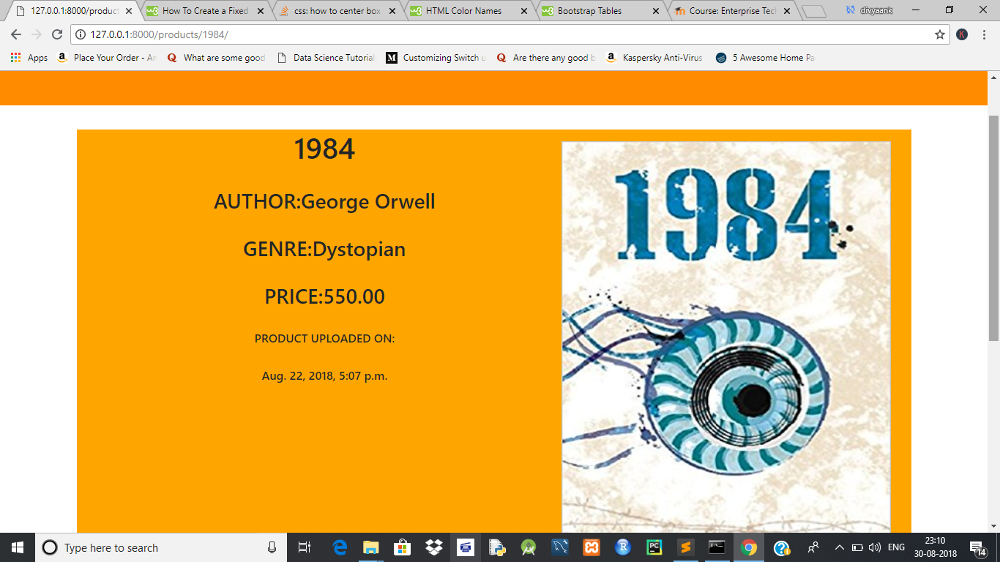 127.0.0.1:8000/produc
How To Create a Fixed
css: how to center box
HTML Color Names
Bootstrap Tables
Course: Enterprise Tech
divyaank
127.0.0.1:8000/products/1984/
K
Apps
Place Your Order - Am
What are some good
Data Science Tutorial
Customizing Switch u
Are there any good b
Kaspersky Anti-Virus
5 Awesome Home Pa
1984
AUTHOR:George Orwell
GENRE:Dystopian
PRICE:550.00
PRODUCT UPLOADED ON:
Aug. 22, 2018, 5:07 p.m.
1984
Type here to search
ENG
23:10
30-08-2018
14